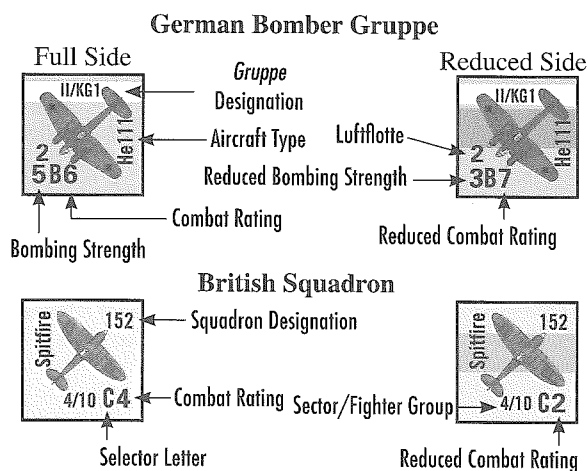 German Bomber Gruppe
Full Side
Reduced Side
II/KG1
Gruppe
Designation
Aircraft Type
He111
2
5B6
Combat Rating
Bombing Strength
II/KG1
Luftflotte
He111
2
Reduced Bombing Strength
3B7
Reduced Combat Rating
British Squadron
Spitfire
152
Squadron Designation
4/10 C4
Combat Rating
Selector Letter
Spitfire
152
Sector/Fighter Group
4/10 C2
Reduced Combat Rating